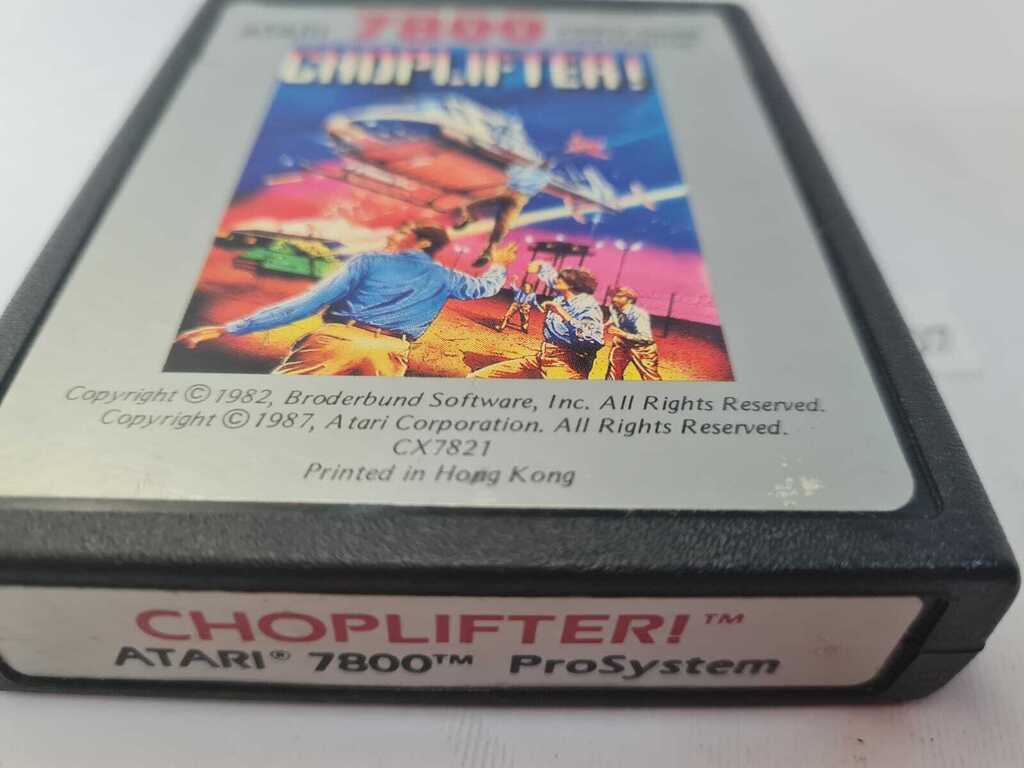 ATARI 7800
CHOPLIFTER!
Copyright ©1982, Broderbund Software, Inc. All Rights Reserved.
Copyright ©1987, Atari Corporation. All Rights Reserved.
CX7821
Printed in Hong Kong
CHOPLIFTER!™
ATARI® 7800™ ProSystem